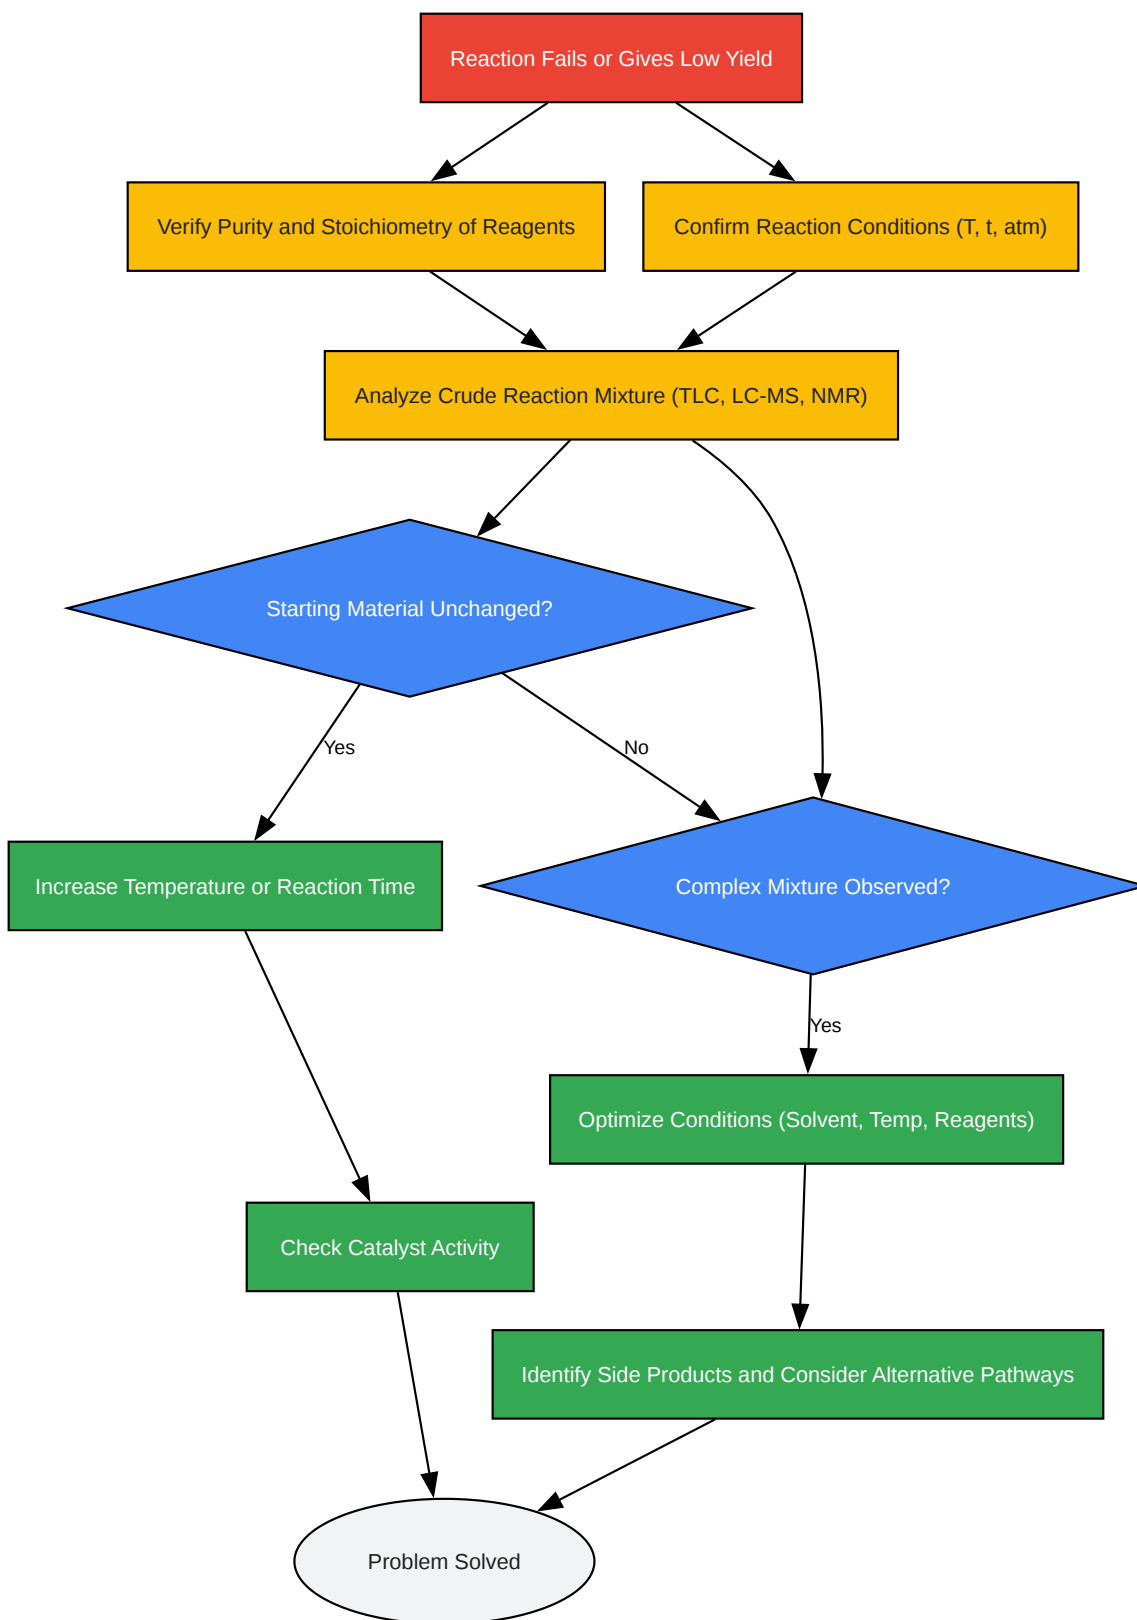 Reaction Fails or Gives Low Yield
Verify Purity and Stoichiometry of Reagents
Confirm Reaction Conditions (T, t, atm)
Analyze Crude Reaction Mixture (TLC, LC-MS, NMR)
Starting Material Unchanged?
Yes
No
Increase Temperature or Reaction Time
Complex Mixture Observed?
Yes
Optimize Conditions (Solvent, Temp, Reagents)
Check Catalyst Activity
Identify Side Products and Consider Alternative Pathways
Problem Solved